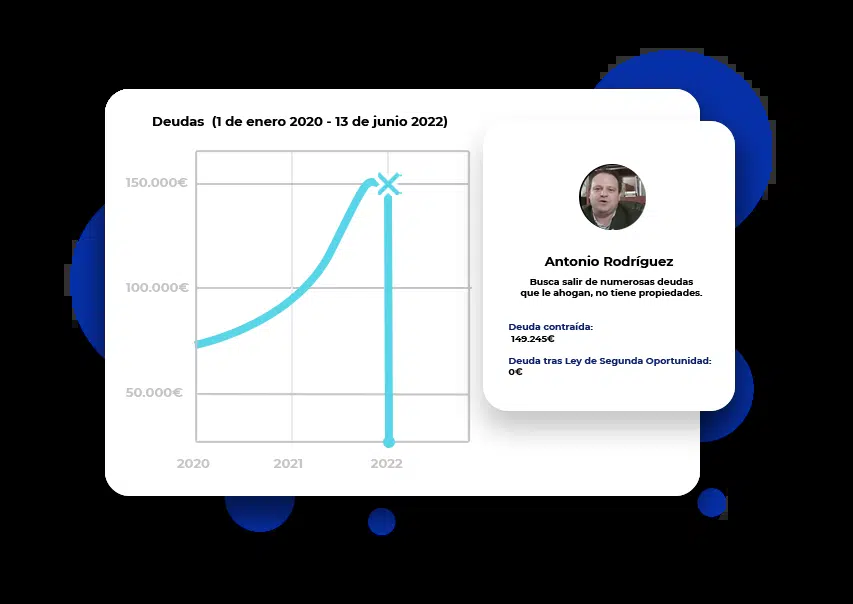 Deudas (1 de enero 2020 - 13 de junio 2022)
150.000€
100.000€
50.000€
2020
2021
2022
Antonio Rodríguez
Busca salir de numerosas deudas
que le ahogan, no tiene propiedades.
Deuda contraída:
149.245€
Deuda tras Ley de Segunda Oportunidad:
0€